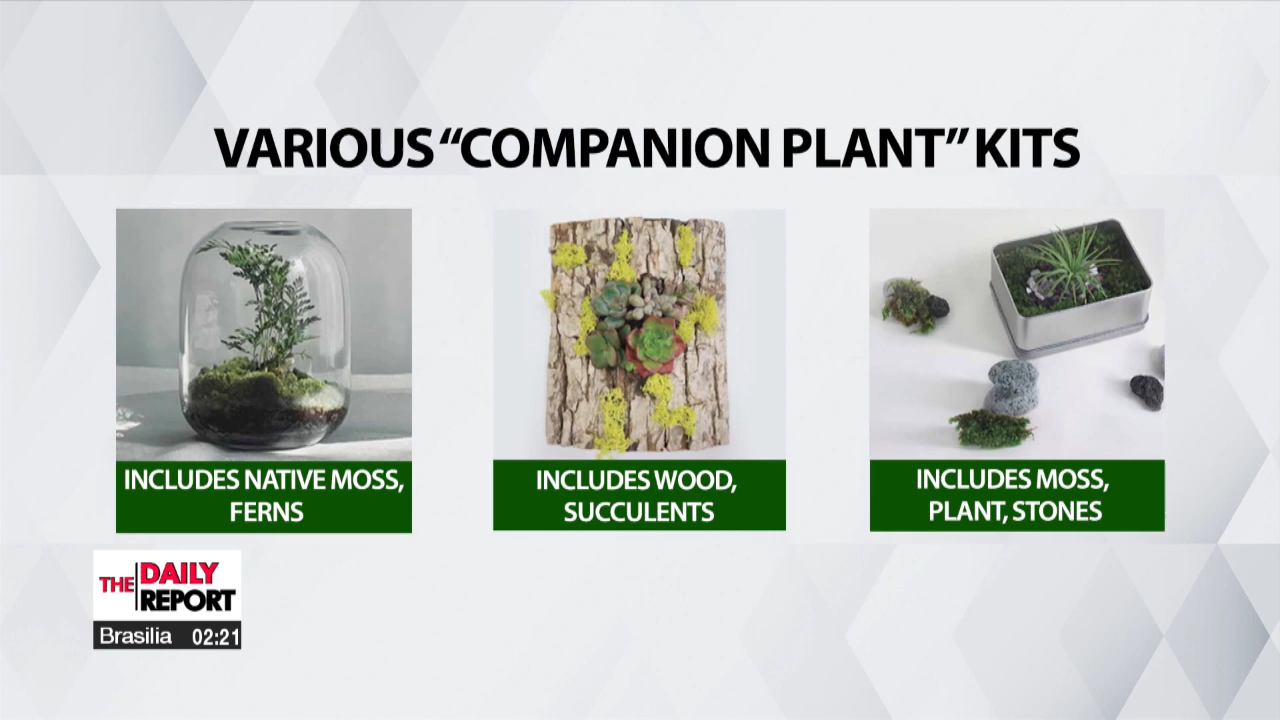 VARIOUS “COMPANION PLANT” KITS
INCLUDES NATIVE MOSS,
FERNS
INCLUDES WOOD,
SUCCULENTS
INCLUDES MOSS,
PLANT, STONES
THE DAILY
REPORT
Brasilia 02:21